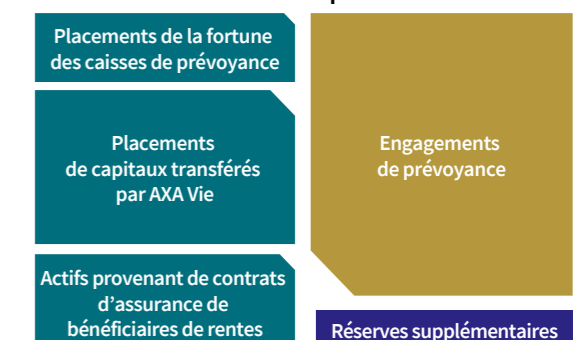 Placements de la fortune
des caisses de prévoyance
Placements
de capitaux transférés
par AXA Vie
Actifs provenant de contrats
d’assurance de
bénéficiaires de rentes
Engagements
de prévoyance
Réserves supplémentaires